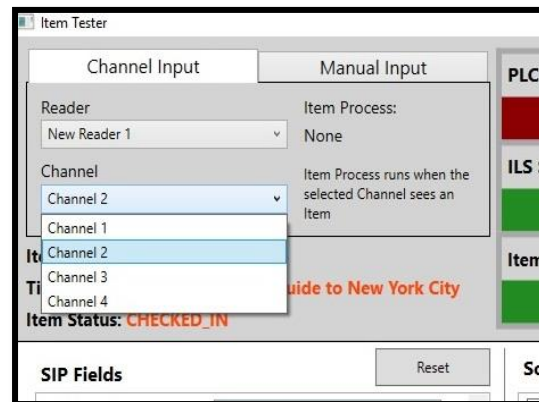 Item Tester
Channel Input
Manual Input
PLC
Reader
Item Process:
New Reader 1
None
Channel
Item Process runs when the
selected Channel sees an
Item
ILS
Channel 2
Channel 1
Channel 2
Channel 3
Channel 4
Item
uide to New York City
Item Status: CHECKED_IN
SIP Fields
Reset